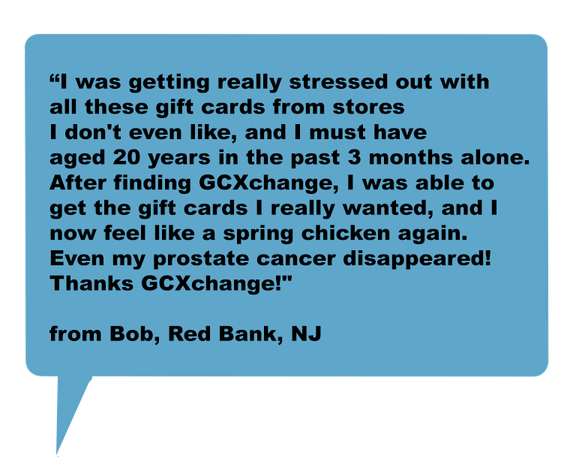 “I was getting really stressed out with
all these gift cards from stores
I don't even like, and I must have
aged 20 years in the past 3 months alone.
After finding GCXchange, I was able to
get the gift cards I really wanted, and I
now feel like a spring chicken again.
Even my prostate cancer disappeared!
Thanks GCXchange!"
from Bob, Red Bank, NJ